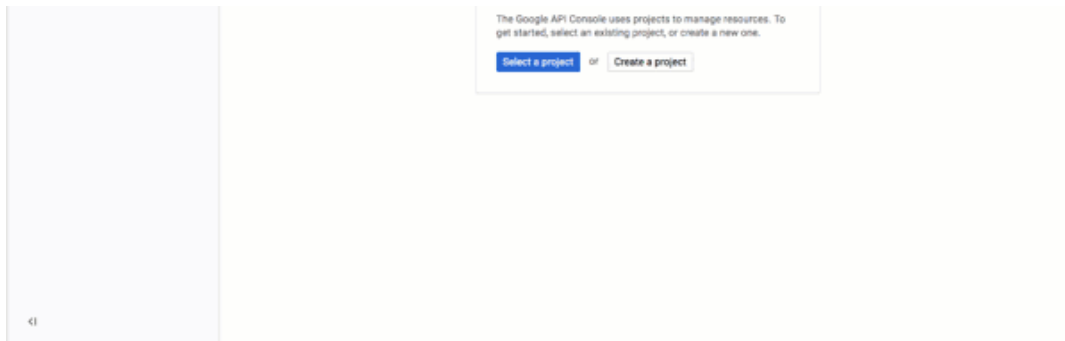 The Google API Console uses projects to manage resources. To
get started, select an existing project, or create a new one.
Select a project or Create a project